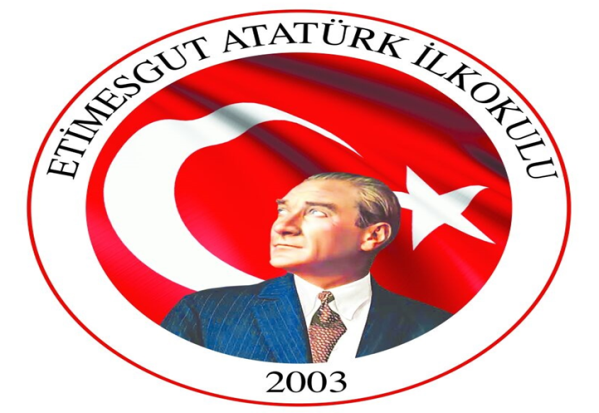 ETİMESGUT ATATÜRK İLKOKULU
2003